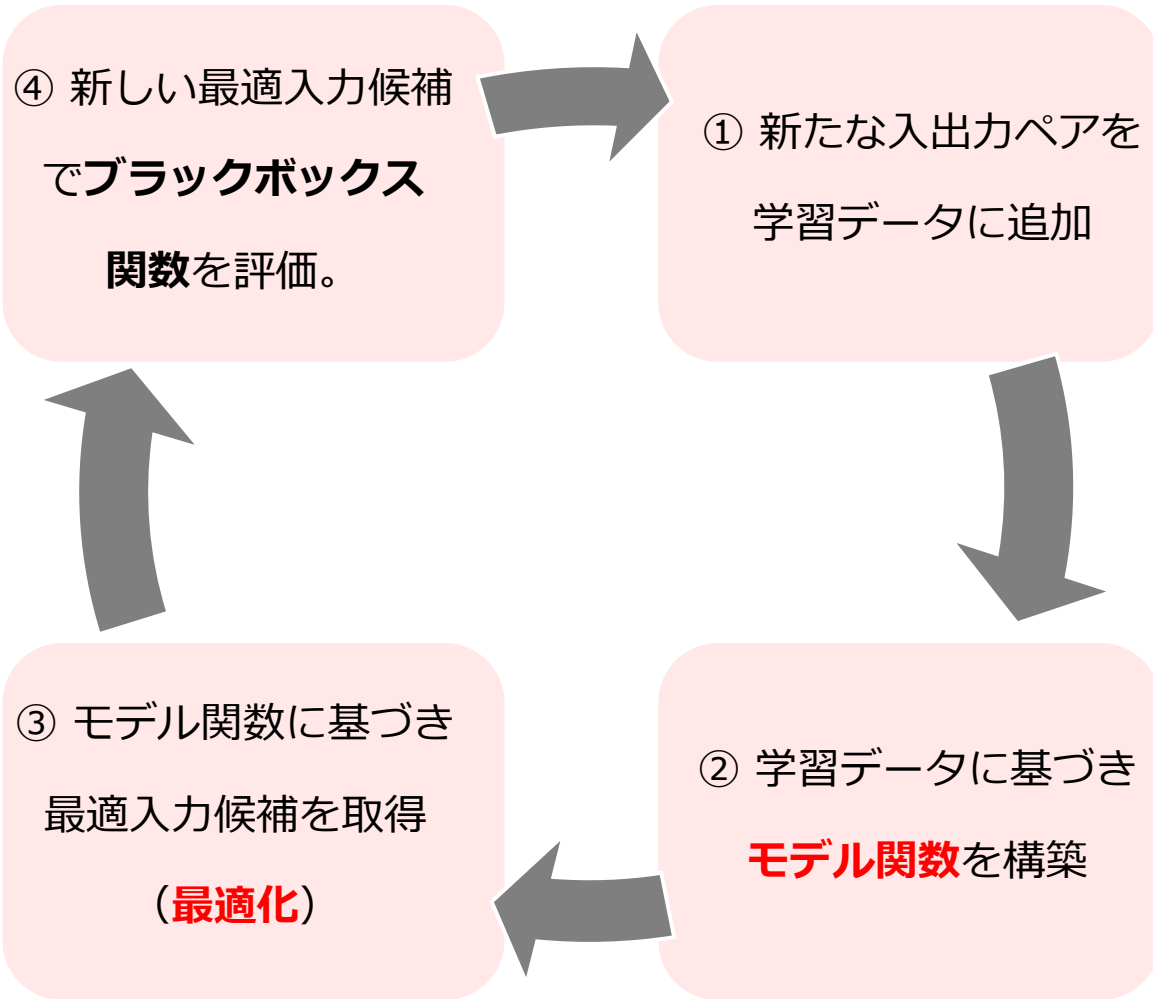 ④ 新しい最適入力候補
でブラックボックス
関数を評価。
① 新たな入出力ペアを
学習データに追加
③ モデル関数に基づき
最適入力候補を取得
（最適化）
② 学習データに基づき
モデル関数を構築